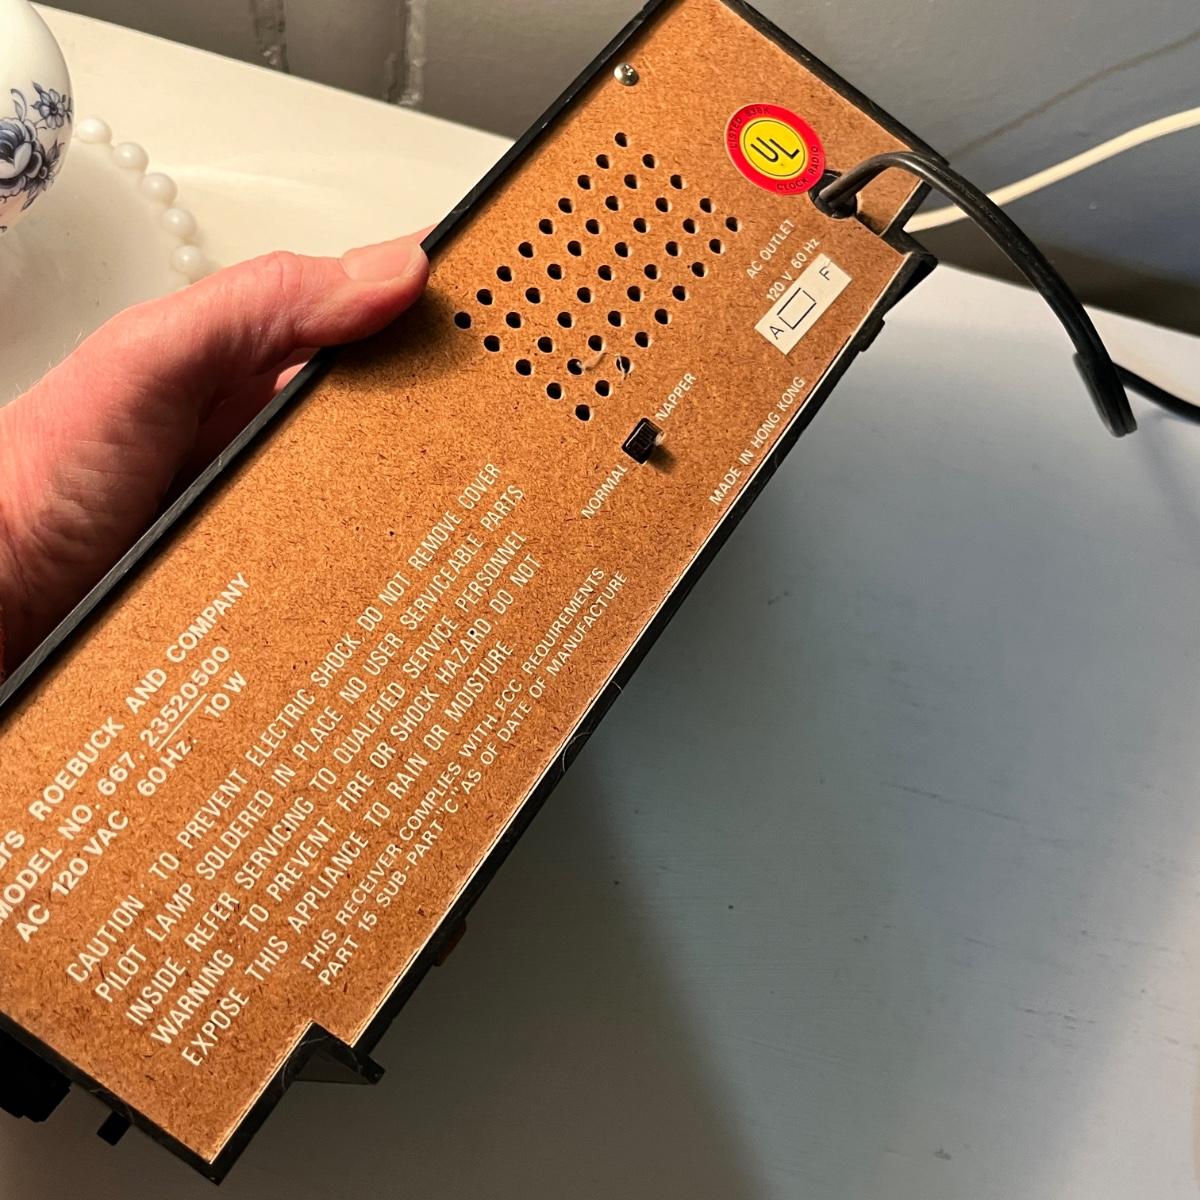 LISTED 935K
UL
CLOCK RADIO
AC OUTLET
120 V 60 Hz
A F
NORMAL NAPPER
MADE IN HONG KONG
ars ROEBUCK AND COMPANY
MODEL NO. 667. 23520500
AC 120 VAC 60 Hz. 10 W
CAUTION : TO PREVENT ELECTRIC SHOCK, DO NOT REMOVE COVER
PILOT LAMP SOLDERED IN PLACE NO USER SERVICEABLE PARTS
INSIDE. REFER SERVICING TO QUALIFIED SERVICE PERSONNEL
WARNING : TO PREVENT FIRE OR SHOCK HAZARD DO NOT
EXPOSE THIS APPLIANCE TO RAIN OR MOISTURE
THIS RECEIVER COMPLIES WITH FCC REQUIREMENTS
PART 15 SUB-PART "C" AS OF DATE OF MANUFACTURE